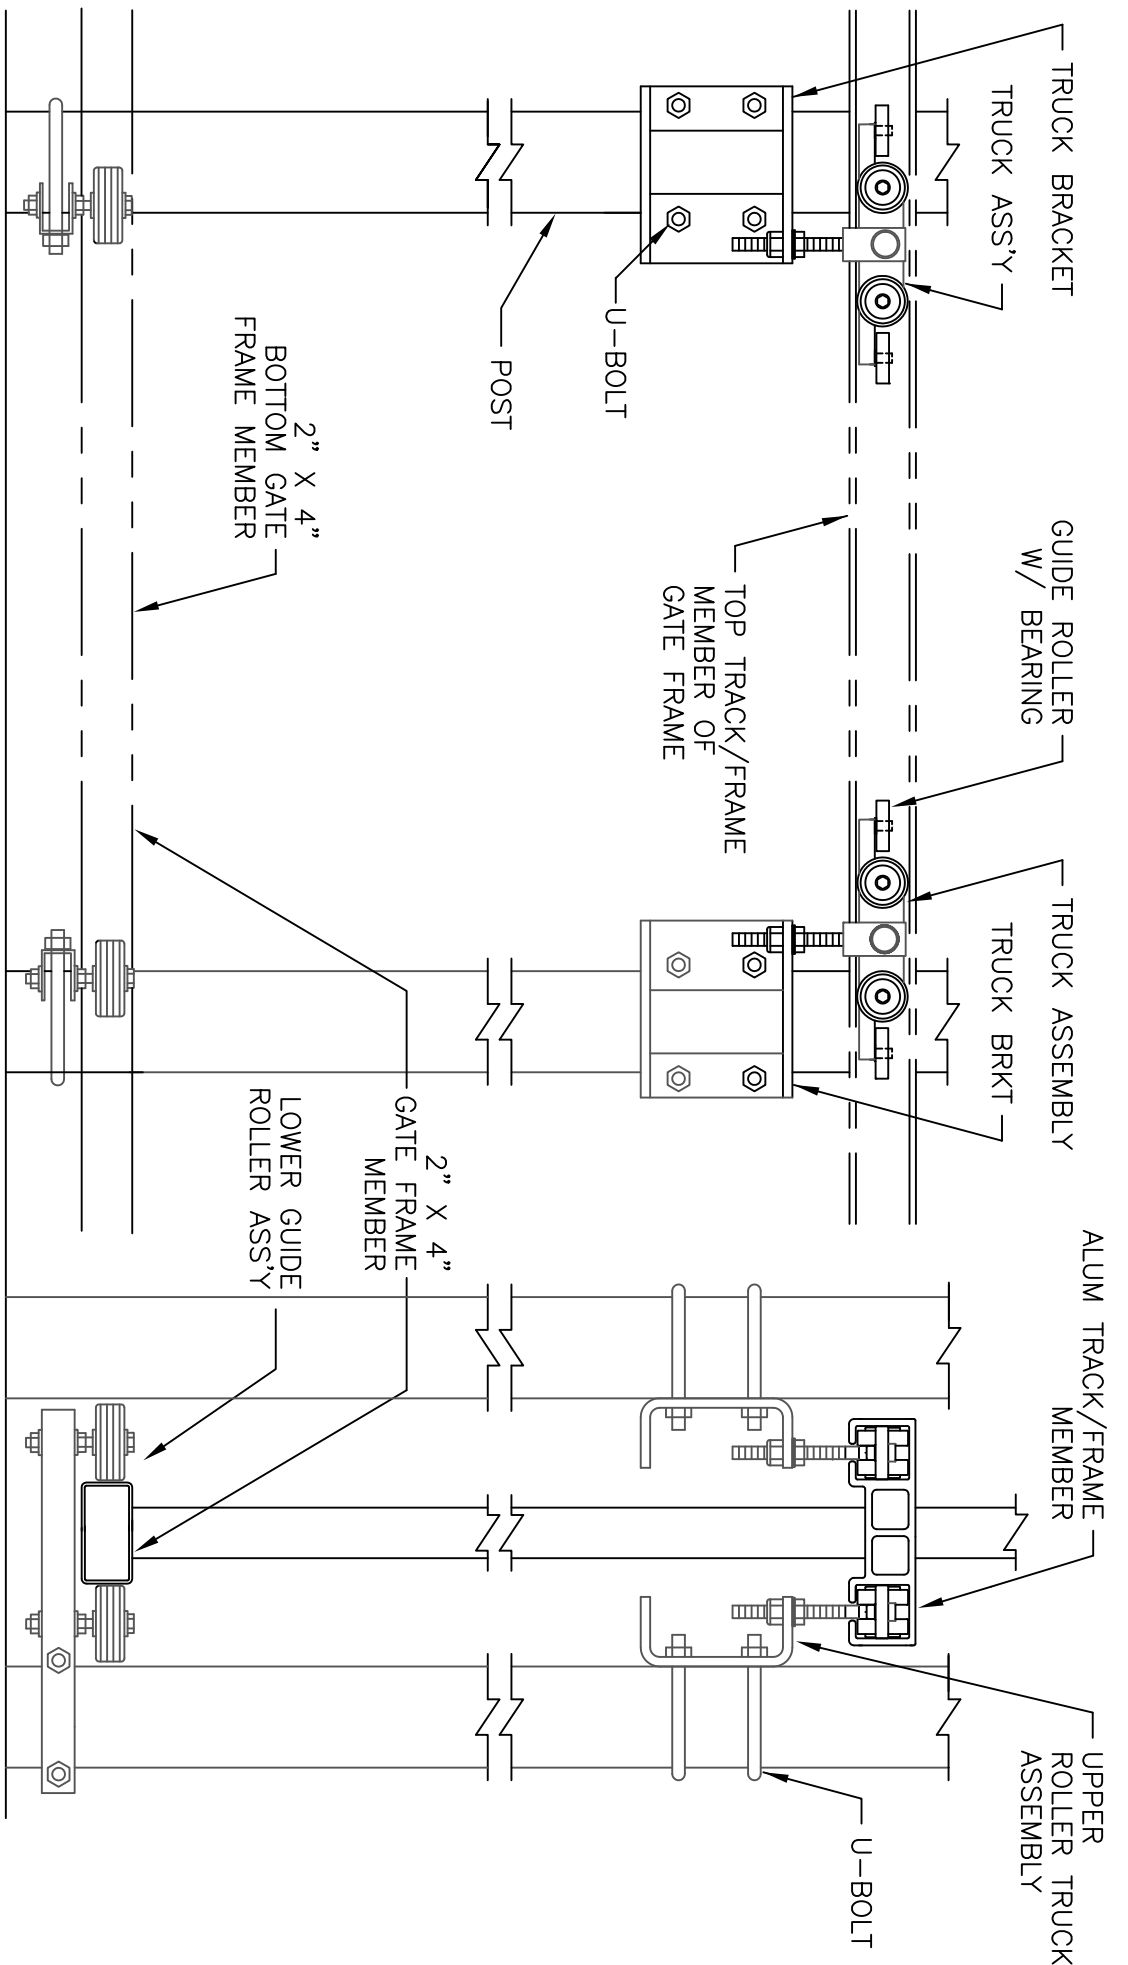 TRUCK BRACKET
TRUCK ASS'Y
U-BOLT
POST
2" X 4"
BOTTOM GATE
FRAME MEMBER
GUIDE ROLLER
W/ BEARING
TOP TRACK/FRAME
MEMBER OF
GATE FRAME
TRUCK ASSEMBLY
TRUCK BRKT
2" X 4"
GATE FRAME
MEMBER
LOWER GUIDE
ROLLER ASS'Y
ALUM TRACK/FRAME
MEMBER
UPPER
ROLLER TRUCK
ASSEMBLY
U-BOLT